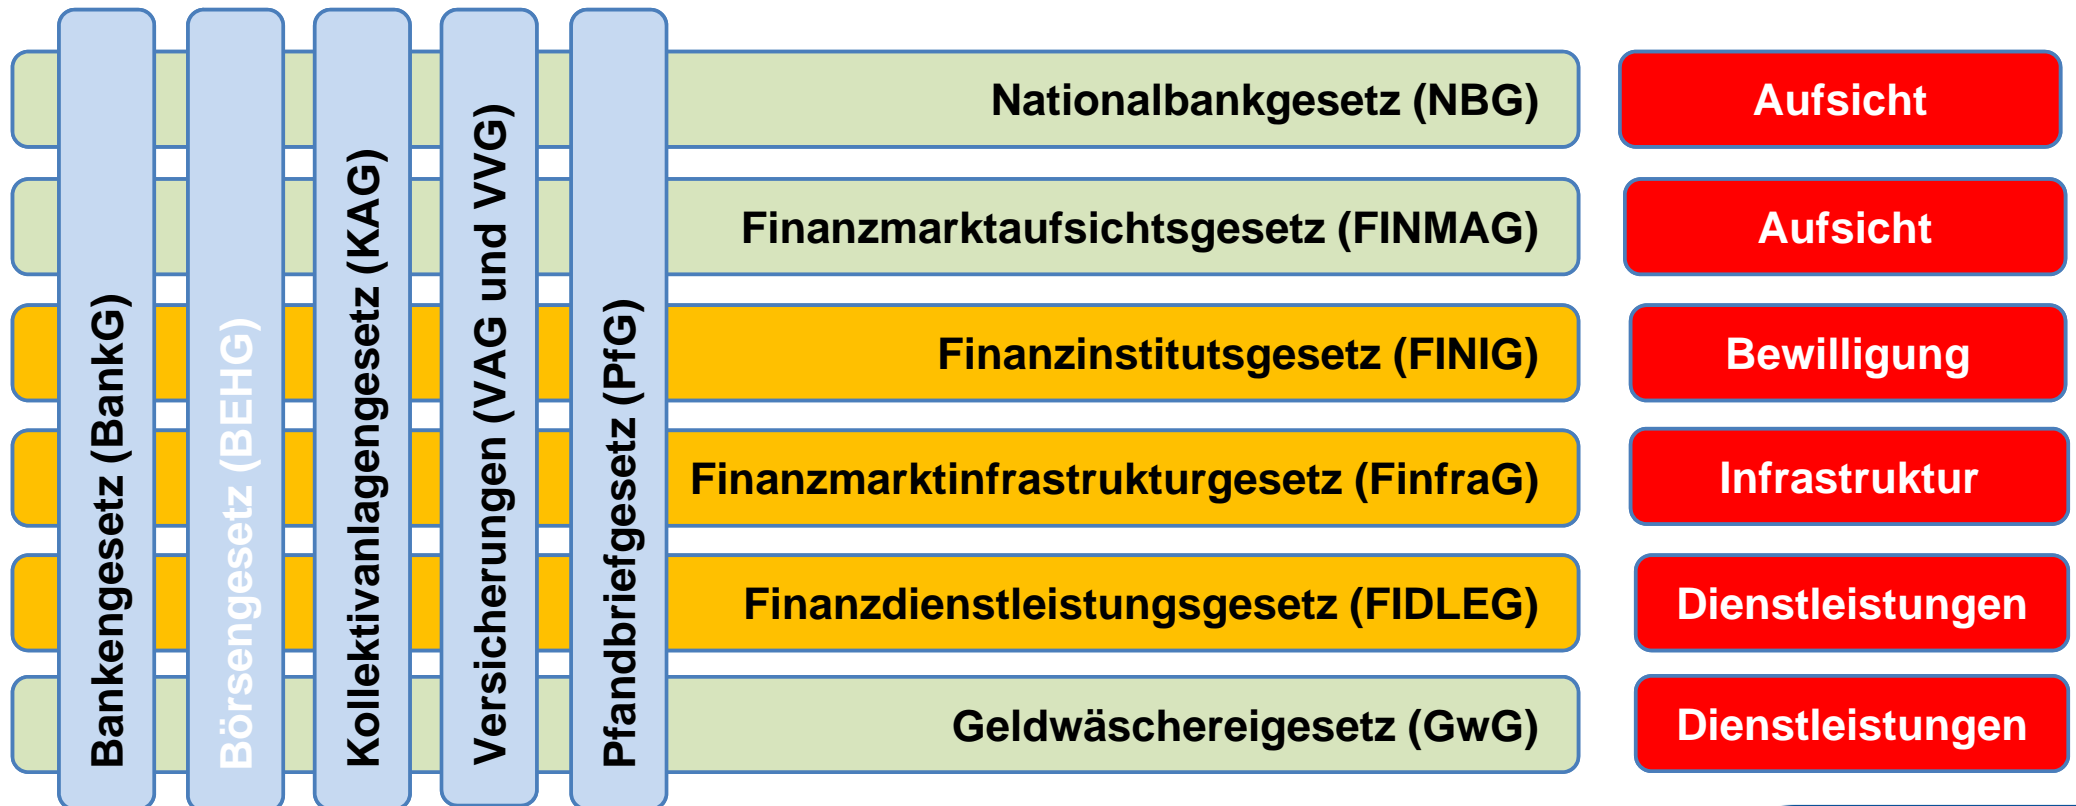 Bankengesetz (BankG)
Börsengesetz (BEHG)
Kollektivanlagengesetz (KAG)
Versicherungen (VAG und VVG)
Pfandbriefgesetz (PfG)
Nationalbankgesetz (NBG)
Aufsicht
Finanzmarktaufsichtsgesetz (FINMAG)
Aufsicht
Finanzinstitutsgesetz (FINIG)
Bewilligung
Finanzmarktinfrastrukturgesetz (FinfraG)
Infrastruktur
Finanzdienstleistungsgesetz (FIDLEG)
Dienstleistungen
Geldwäschereigesetz (GwG)
Dienstleistungen